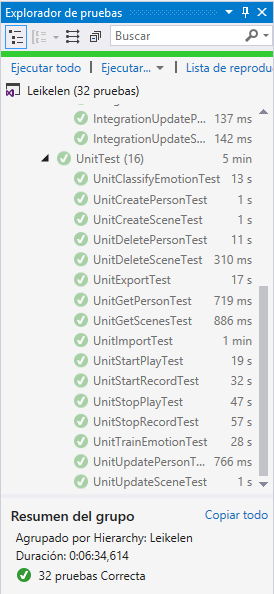 Explorador de pruebas
Buscar
Ejecutar todo | Ejecutar... | Lista de reprodu
Leikelen (32 pruebas)
IntegrationUpdateP... 137 ms
IntegrationUpdateS... 142 ms
UnitTest (16) 5 min
UnitClassifyEmotionTest 13 s
UnitCreatePersonTest 1 s
UnitCreateSceneTest 1 s
UnitDeletePersonTest 11 s
UnitDeleteSceneTest 310 ms
UnitExportTest 17 s
UnitGetPersonTest 719 ms
UnitGetScenesTest 886 ms
UnitImportTest 1 min
UnitStartPlayTest 19 s
UnitStartRecordTest 32 s
UnitStopPlayTest 47 s
UnitStopRecordTest 57 s
UnitTrainEmotionTest 28 s
UnitUpdatePersonT... 766 ms
UnitUpdateSceneTest 1 s
Resumen del grupo Copiar todo
Agrupado por Hierarchy: Leikelen
Duración: 0:06:34,614
32 pruebas Correcta